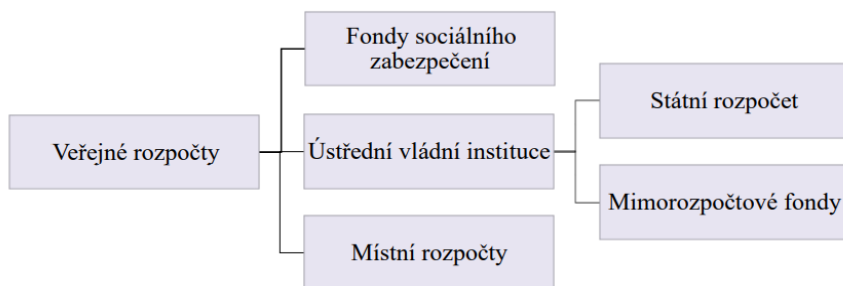 Fondy sociálního
zabezpečení
Státní rozpočet
Veřejné rozpočty
Ústřední vládní instituce
Mimorozpočtové fondy
Místní rozpočty